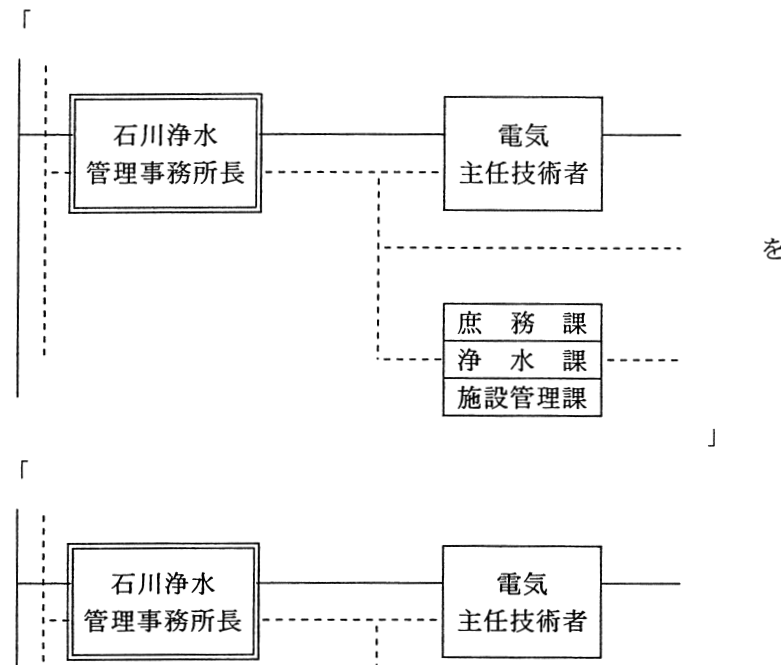 「
石川浄水
管理事務所長
電気
主任技術者
を
庶務課
浄水課
施設管理課
」
「
石川浄水
管理事務所長
電気
主任技術者